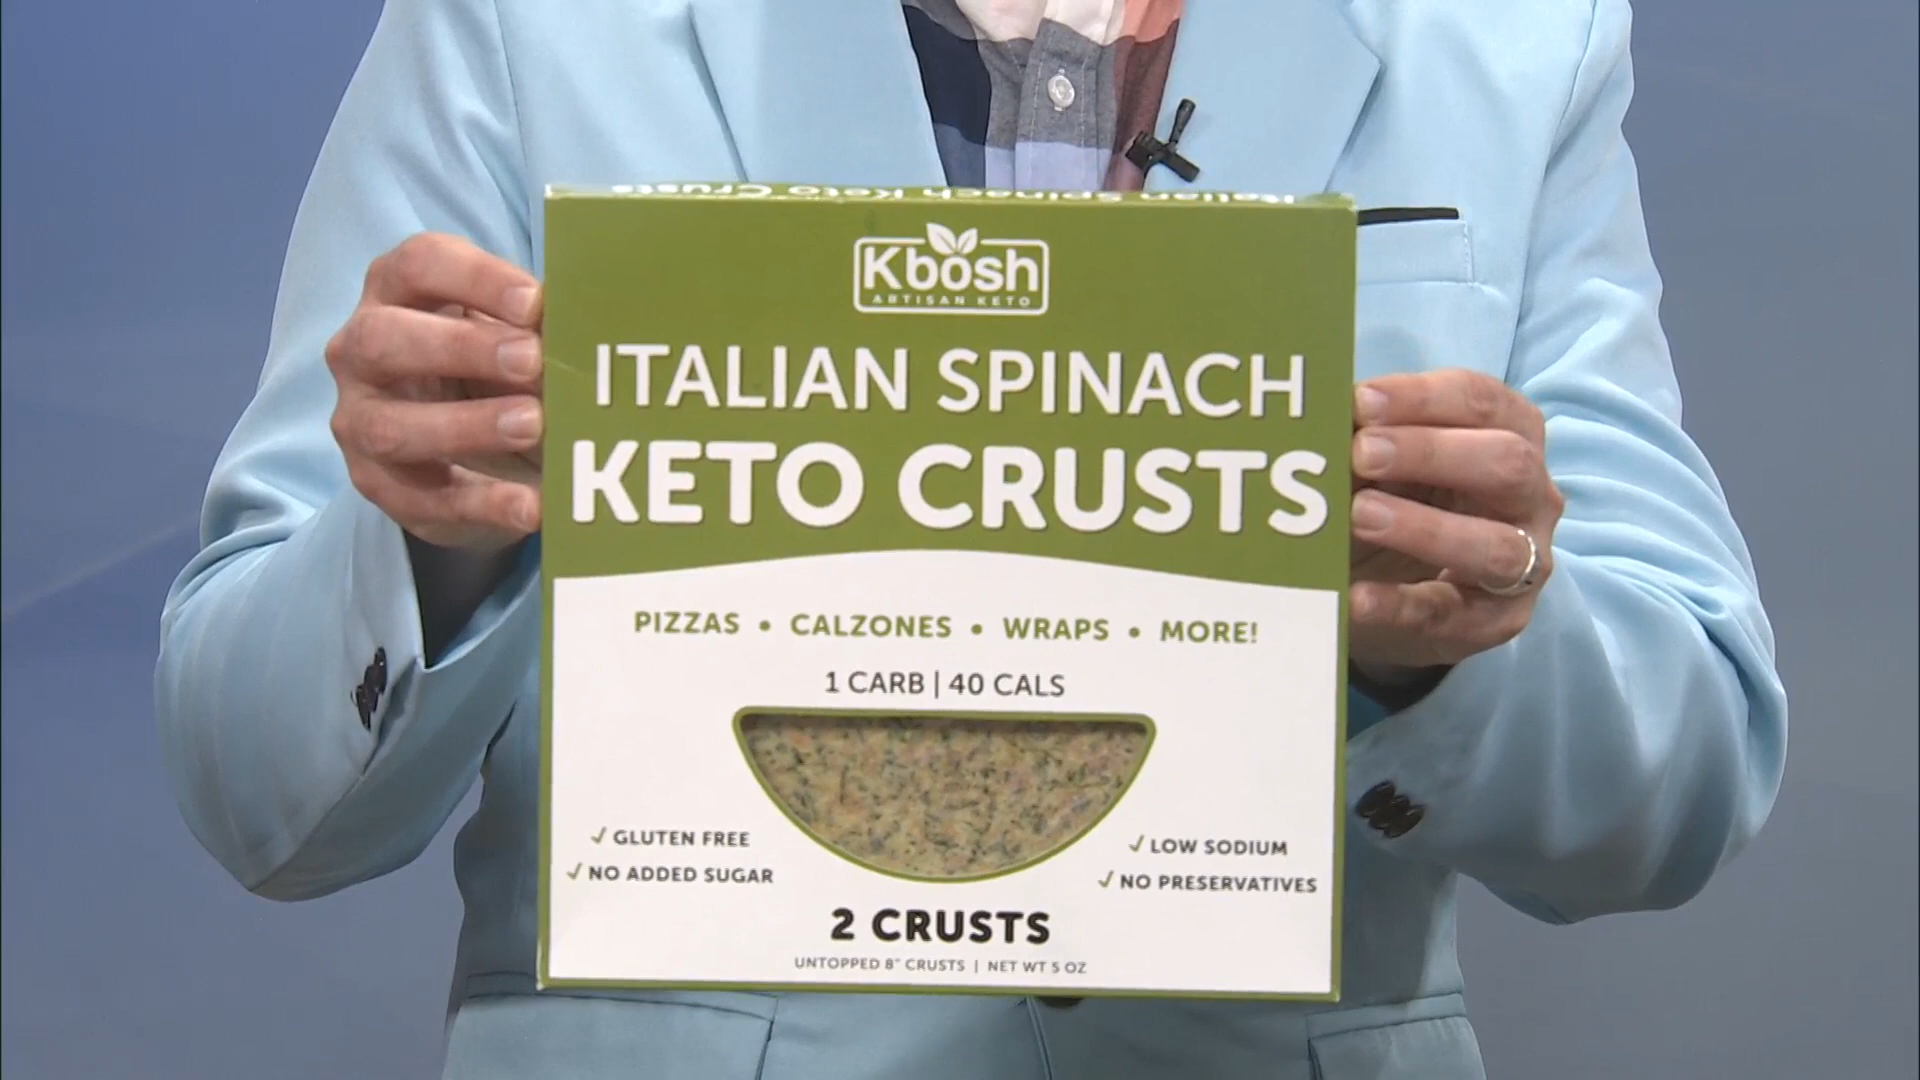 Italian Spinach Keto Crusts
Kbosh
ARTISAN KETO
ITALIAN SPINACH
KETO CRUSTS
PIZZAS • CALZONES • WRAPS • MORE!
1 CARB | 40 CALS
✓ GLUTEN FREE
✓ NO ADDED SUGAR
✓ LOW SODIUM
✓ NO PRESERVATIVES
2 CRUSTS
UNTOPPED 8" CRUSTS | NET WT 5 OZ